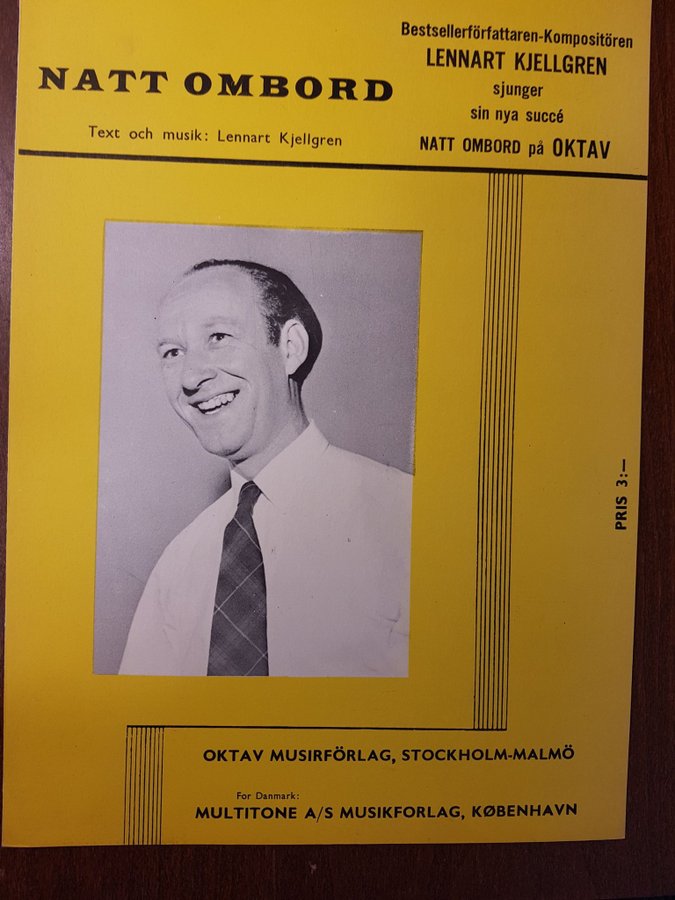 NATT OMBORD
Text och musik: Lennart Kjellgren
Bestsellerförfattaren-Kompositören
LENNART KJELLGREN
sjunger
sin nya succé
NATT OMBORD på OKTAV
PRIS 3:—
OKTAV MUSIRFÖRLAG, STOCKHOLM-MALMÖ
For Danmark:
MULTITONE A/S MUSIKFORLAG, KØBENHAVN